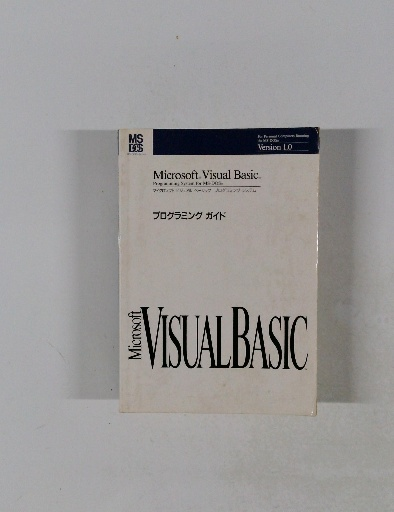 MS
DOS
For Personal Computers Running
the MS-DOS
Version 1.0
Microsoft Visual Basic
Programming System for MS-DOS
プログラミング ガイド
Microsoft
VISUAL BASIC